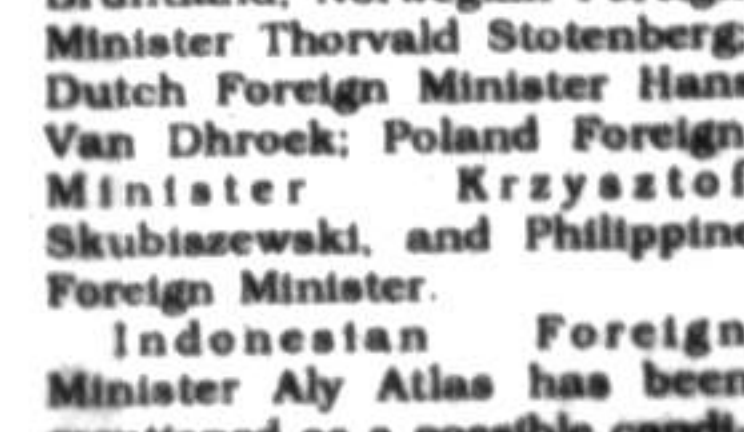 Minister Thorvald Stotenberg;
Dutch Foreign Minister Hans
Van Dhroek; Poland Foreign
Minister Krzysztof
Skubiszewski, and Philippine
Foreign Minister.
Indonesian Foreign
Minister Aly Atlas has been